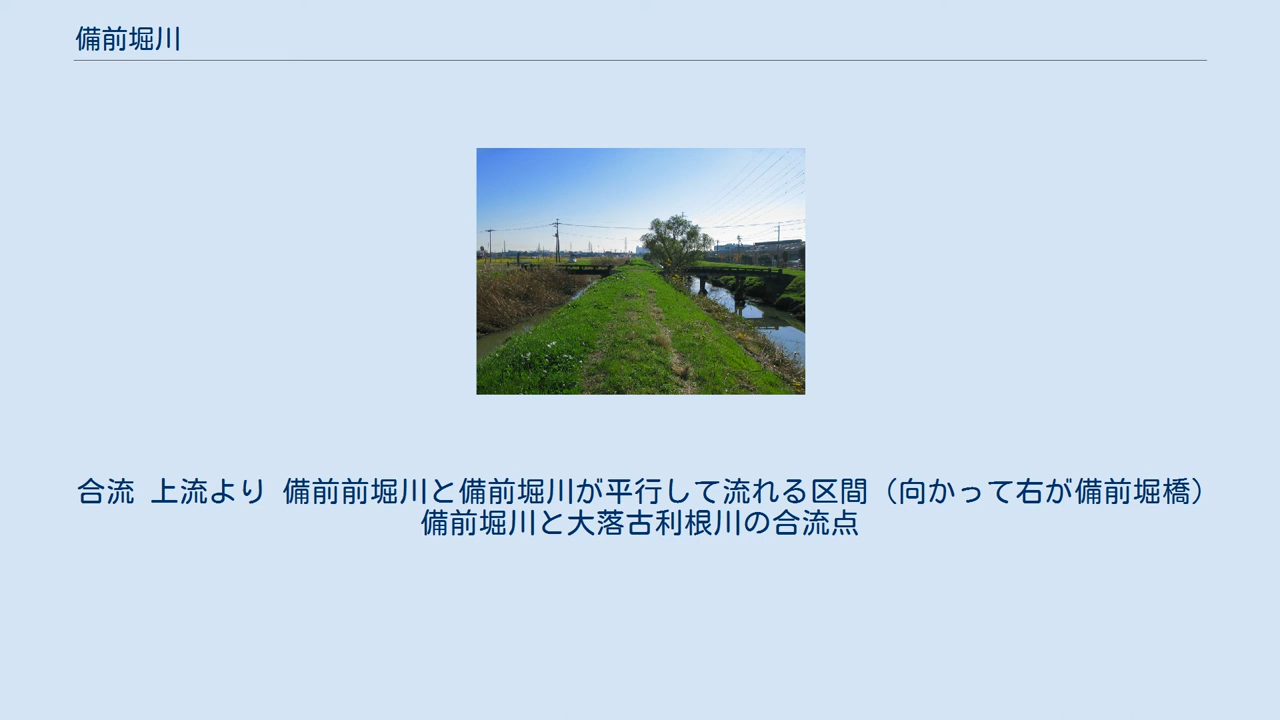 備前堀川
合流 上流より 備前前堀川と備前堀川が平行して流れる区間（向かって右が備前堀橋）
備前堀川と大落古利根川の合流点